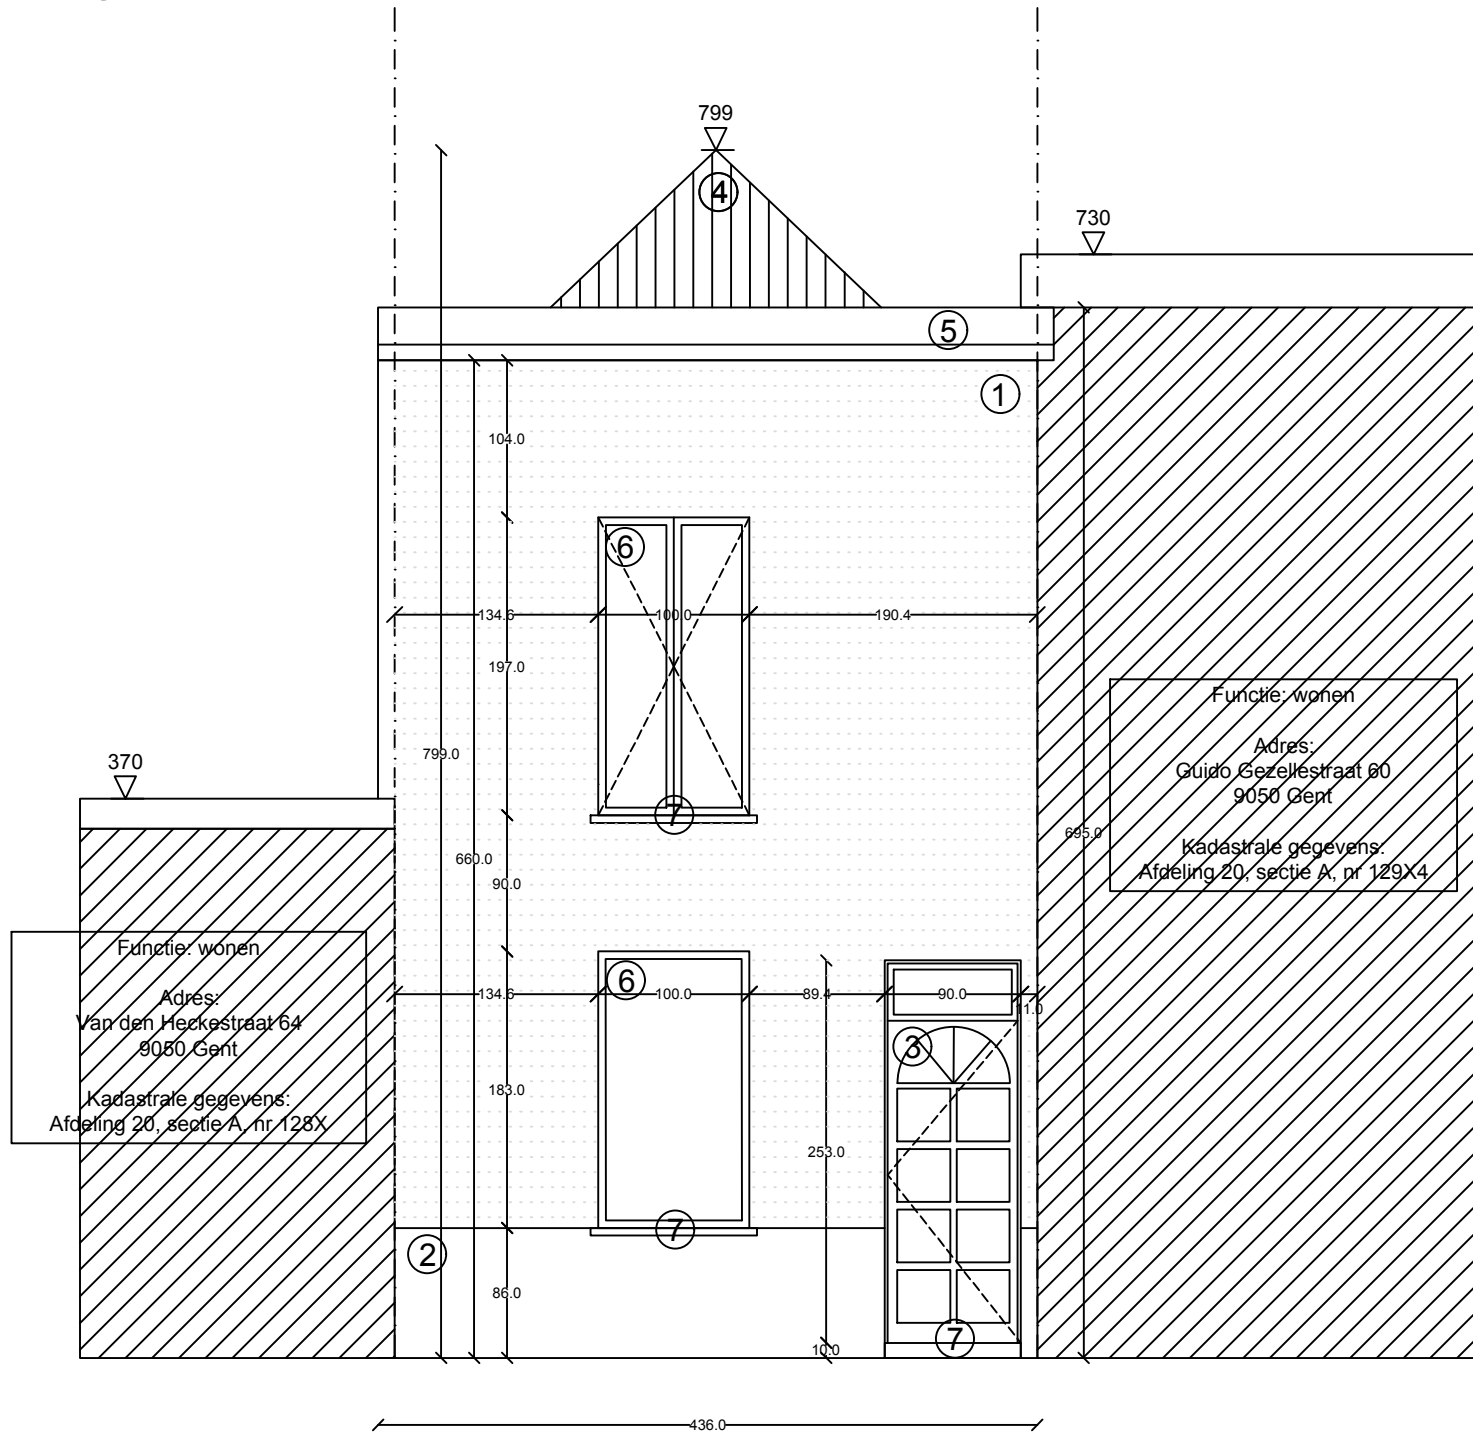 799
4
730
5
1
104.0
6
134.6
100.0
190.4
197.0
Functie: wonen
Adres:
Guido Gezellestraat 60
9050 Gent
Kadastrale gegevens:
Afdeling 20, sectie A, nr 129X4
799.0
370
7
695.0
660.0
90.0
Functie: wonen
Adres:
Van den Heckestraat 64
9050 Gent
Kadastrale gegevens:
Afdeling 20, sectie A, nr 128X
6
134.6
100.0
89.4
90.0
11.0
3
183.0
253.0
7
2
86.0
7
10.0
436.0